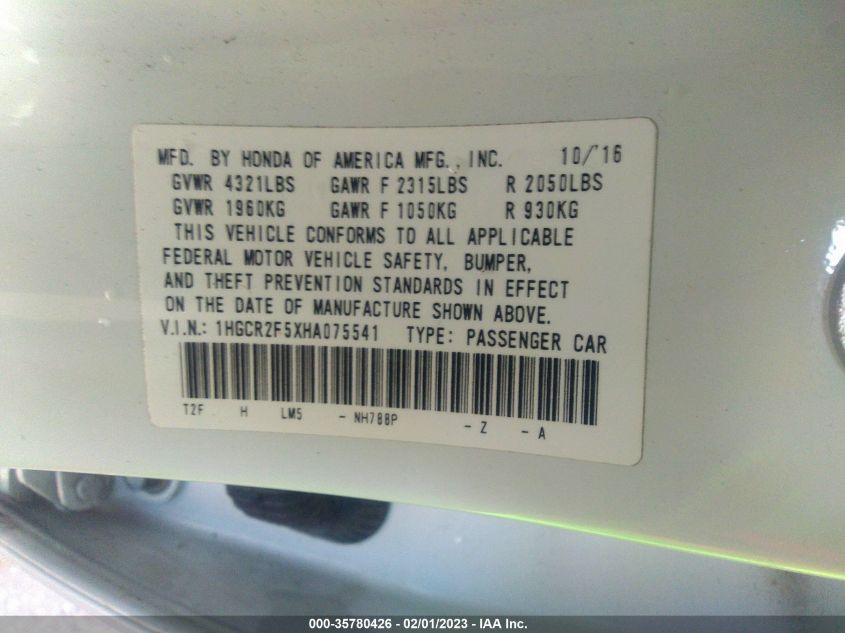 MFD. BY HONDA OF AMERICA MFG., INC. 10/'16
GVWR 4321LBS GAWR F 2315LBS R 2050LBS
GVWR 1960KG GAWR F 1050KG R 930KG
THIS VEHICLE CONFORMS TO ALL APPLICABLE
FEDERAL MOTOR VEHICLE SAFETY, BUMPER,
AND THEFT PREVENTION STANDARDS IN EFFECT
ON THE DATE OF MANUFACTURE SHOWN ABOVE.
V.I.N.: 1HGCR2F5XHA075541 TYPE: PASSENGER CAR
T2F H LM5 - NH788P - Z - A
000-35780426 - 02/01/2023 - IAA Inc.